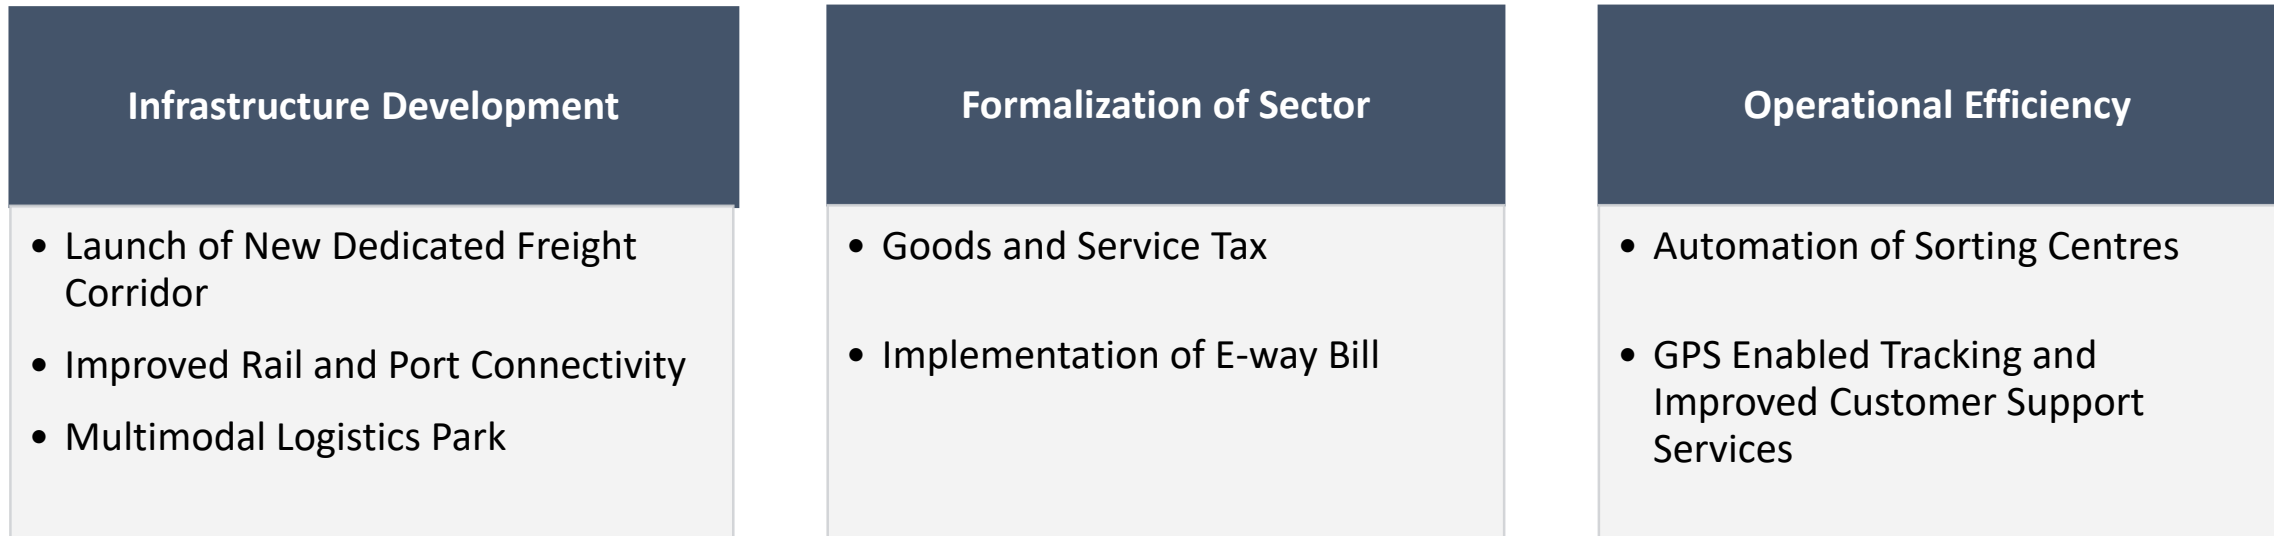 Infrastructure Development
• Launch of New Dedicated Freight
Corridor
• Improved Rail and Port Connectivity
• Multimodal Logistics Park
Formalization of Sector
• Goods and Service Tax
• Implementation of E-way Bill
Operational Efficiency
• Automation of Sorting Centres
• GPS Enabled Tracking and
Improved Customer Support
Services